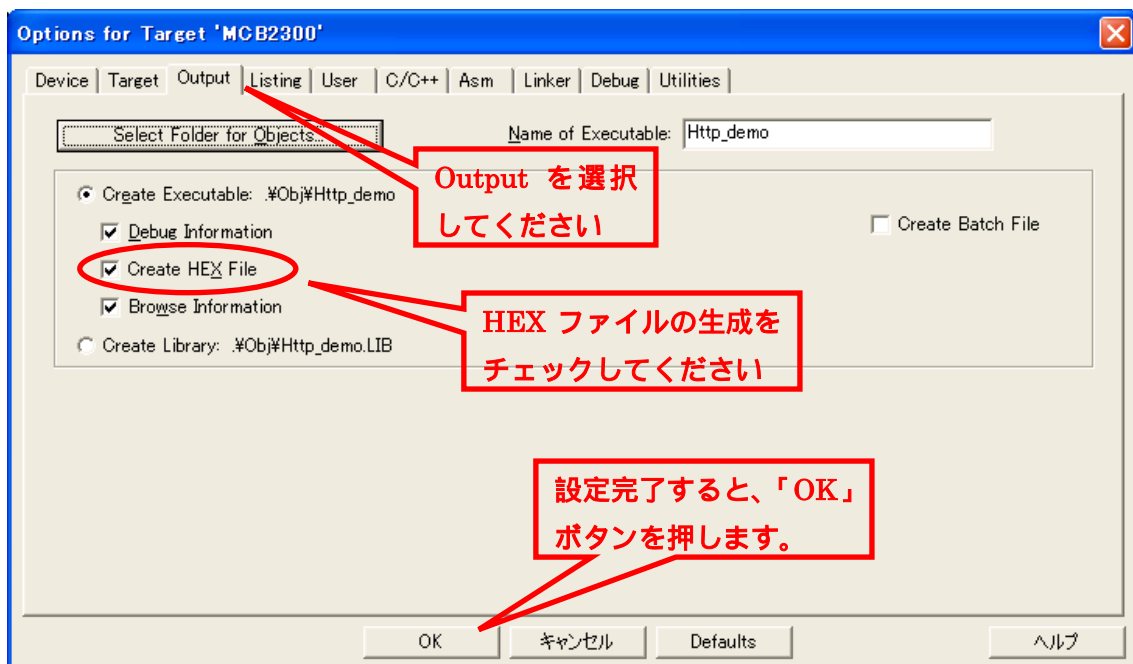 Options for Target 'MCB2300'
Device Target Output Listing User C/C++ Asm Linker Debug Utilities
Select Folder for Objects...
Name of Executable: Http_demo
Output を選択
してください
Create Executable: .¥Obj¥Http_demo
Debug Information
Create Batch File
Create HEX File
Browse Information
HEX ファイルの生成を
チェックしてください
Create Library: .¥Obj¥Http_demo.LIB
設定完了すると、「OK」
ボタンを押します。
OK キャンセル Defaults ヘルプ